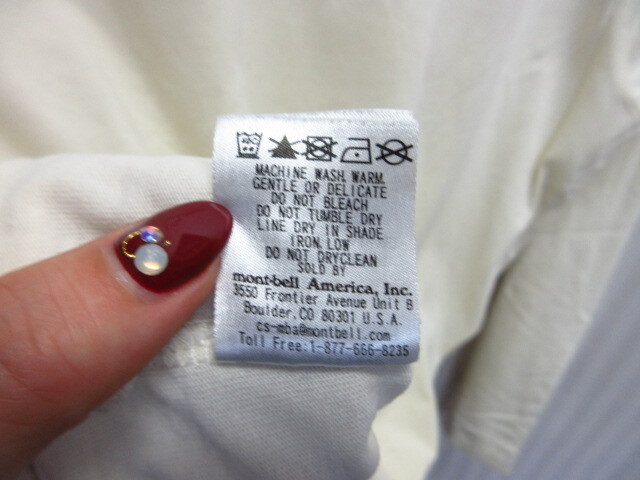 MACHINE WASH WARM
GENTLE OR DELICATE
DO NOT BLEACH
DO NOT TUMBLE DRY
LINE DRY IN SHADE
IRON LOW
DO NOT DRYCLEAN
SOLD BY
mont-bell America, Inc.
3550 Frontier Avenue Unit B
Boulder,CO 80301 U.S.A.
cs-mba@montbell.com
Toll Free:1-877-666-8235